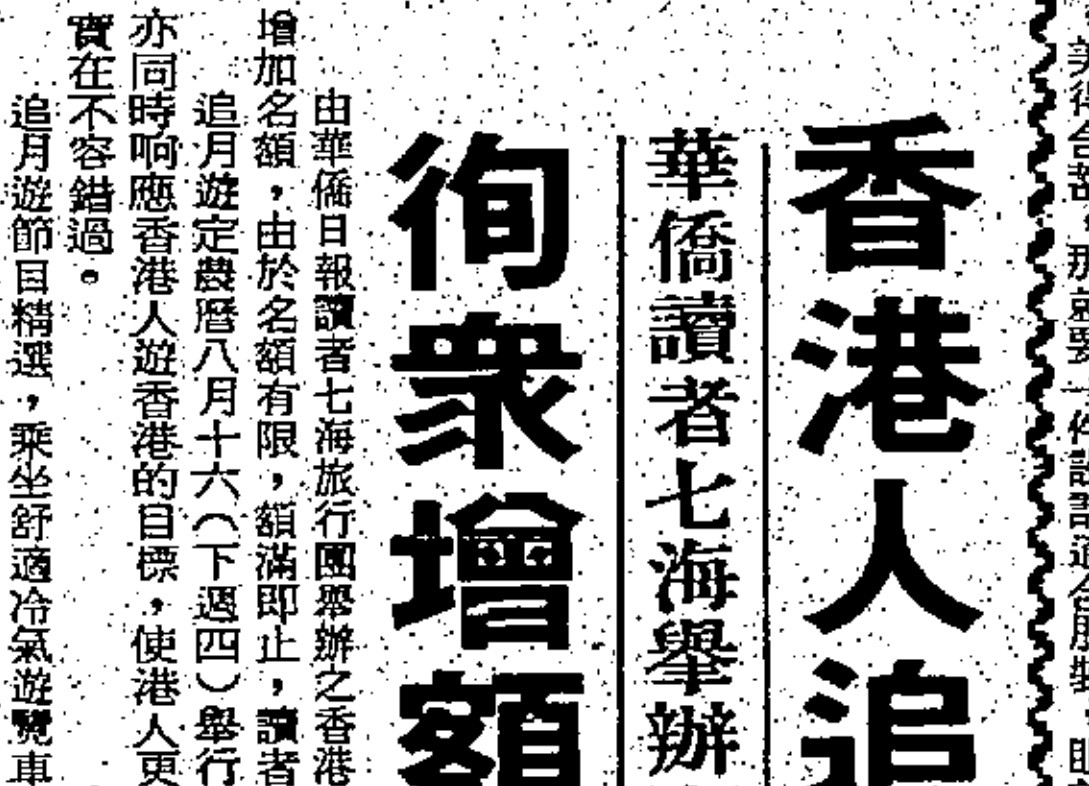 香港人追
華僑讀者七海舉辦
徇衆增額
由華僑日報讀者七海旅行團舉辦之香港
增加名額，由於名額有限，額滿即止，讀者
追月遊定農曆八月十六（下週四）舉行
亦同時响應香港人遊香港的目標，使港人更
實在不容錯過。
追月遊節目精選，乘坐舒適冷氣遊覽車